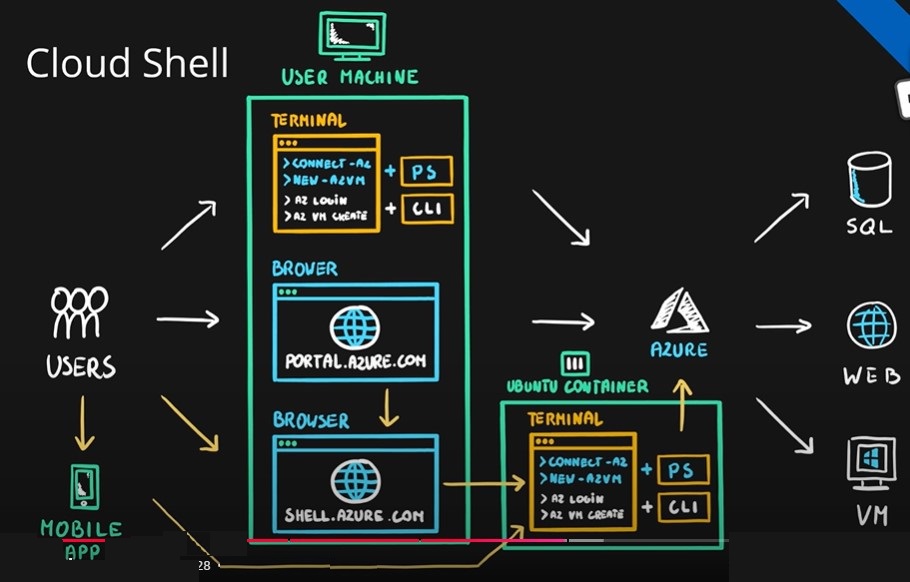 Cloud Shell
USER MACHINE
TERMINAL
>CONNECT-AZ
>NEW-AZVM
>AZ LOGIN
>AZ VM CREATE
+ PS
+ CLI
BROWER
PORTAL.AZURE.COM
BROWSER
SHELL.AZURE.COM
USERS
MOBILE
APP
28
UBUNTU CONTAINER
TERMINAL
>CONNECT-AZ
>NEW-AZVM
>AZ LOGIN
>AZ VM CREATE
+ PS
+ CLI
AZURE
SQL
WEB
VM